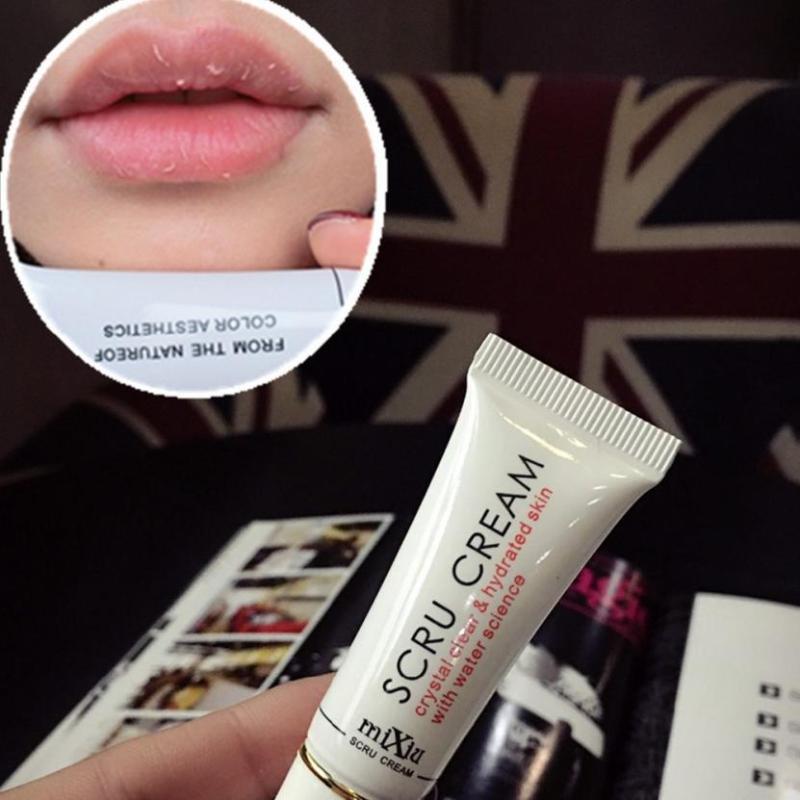 FROM THE NATUREOF
COLOR AESTHETICS
SCRU CREAM
crystal clear & hydrated skin
with water science
miXiu
SCRU CREAM